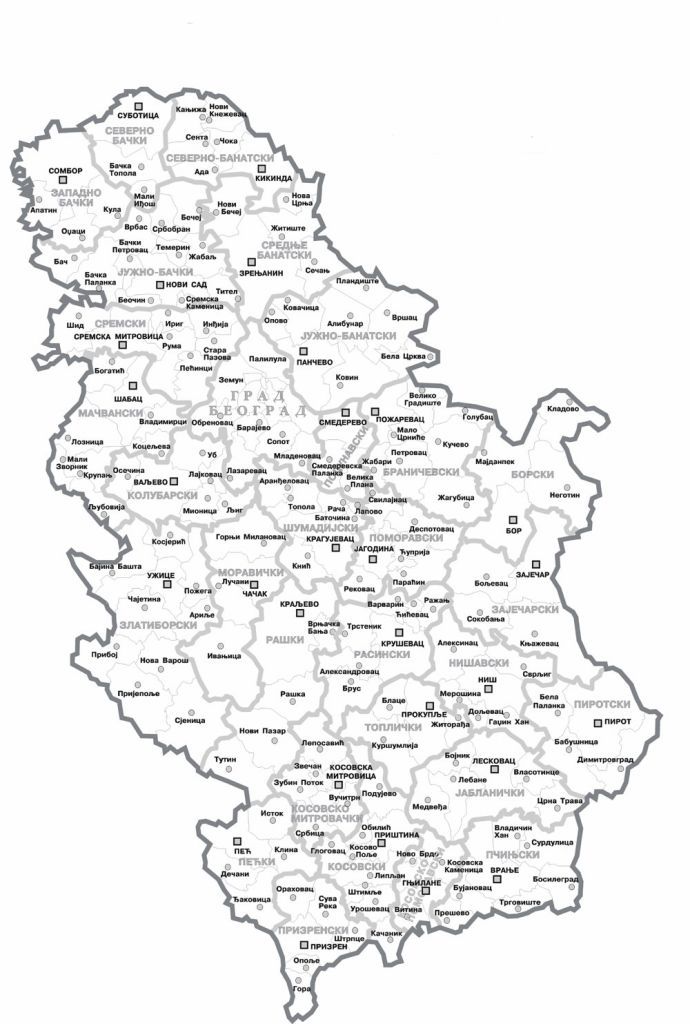 СУБОТИЦА
Кањижа
Нови
Кнежевац
СЕВЕРНО
БАЧКИ
Сента
Чока
СЕВЕРНО-БАНАТСКИ
Бачка
Топола
Ада
КИКИНДА
СОМБОР
ЗАПАДНО
БАЧКИ
Апатин
Кула
Мали
Иђош
Нови
Бечеј
Нова
Црња
Бечеј
Оџаци
Врбас
Србобран
Житиште
СРЕДЊЕ
БАНАТСКИ
Бач
Бачки
Петровац
Темерин
Жабаљ
ЗРЕЊАНИН
Сечањ
Бачка
Паланка
ЈУЖНО-БАЧКИ
НОВИ САД
Тител
Пландиште
Беочин
Сремска
Каменица
Ковачица
Опово
Алибунар
Вршац
Шид
СРЕМСКИ
Ириг
Инђија
ЈУЖНО-БАНАТСКИ
СРЕМСКА МИТРОВИЦА
Рума
Стара
Пазова
Палилула
ПАНЧЕВО
Бела Црква
Богатић
Пећинци
Земун
Ковин
ШАБАЦ
ГРАД
БЕОГРАД
Велико
Градиште
Голубац
Кладово
МАЧВАНСКИ
Владимирци
Обреновац
Барајево
СМЕДЕРЕВО
ПОЖАРЕВАЦ
Мало
Црниће
Лозница
Коцељева
Сопот
Кучево
Мали
Зворник
Уб
Младеновац
Петровац
Мајданпек
Крупањ
Осечина
ВАЉЕВО
Лајковац
Лазаревац
Смедеревска
Паланка
Жабари
БРАНИЧЕВСКИ
БОРСКИ
КОЛУБАРСКИ
Аранђеловац
Велика
Плана
Неготин
Љубовија
Мионица
Љиг
Топола
Рача
Свилајнац
Жагубица
Баточина
Лапово
ШУМАДИЈСКИ
Деспотовац
БОР
Косјерић
Горњи Милановац
КРАГУЈЕВАЦ
ПОМОРАВСКИ
ЈАГОДИНА
Ћуприја
Бајина Башта
УЖИЦЕ
МОРАВИЧКИ
Кнић
ЗАЈЕЧАР
Пожега
Лучани
ЧАЧАК
Рековац
Параћин
Бољевац
Чајетина
Ариље
КРАЉЕВО
Варварин
Ражањ
Ћићевац
ЗАЈЕЧАРСКИ
ЗЛАТИБОРСКИ
Врњачка
Бања
Трстеник
Сокобања
РАШКИ
КРУШЕВАЦ
РАСИНСКИ
Алексинац
Књажевац
Прибој
Нова Варош
Ивањица
Александровац
НИШАВСКИ
Сврљиг
Пријепоље
Рашка
Брус
НИШ
Мерошина
Бела
Паланка
ПИРОТСКИ
Сјеница
Блаце
ПРОКУПЉЕ
Дољевац
Житорађа
Гаџин Хан
ПИРОТ
Нови Пазар
ТОПЛИЧКИ
Лепосавић
Куршумлија
Бабушница
Тутин
Звечан
КОСОВСКА
МИТРОВИЦА
Бојник
ЛЕСКОВАЦ
Димитровград
Зубин Поток
Лебане
Власотинце
Вучитрн
Подујево
ЈАБЛАНИЧКИ
КОСОВСКО
МИТРОВАЧКИ
Медвеђа
Црна Трава
Исток
Србица
Обилић
ПРИШТИНА
Владичин
Хан
ПЕЋ
Клина
Глоговац
Косово
Поље
Ново Брдо
Сурдулица
ПЕЋКИ
КОСОВСКИ
Косовска
Каменица
ПЧИЊСКИ
Дечани
Липљан
ВРАЊЕ
Босилеград
Ораховац
Штимље
ГЊИЛАНЕ
Бујановац
Ђаковица
Сува
Река
Урошевац
Витина
Прешево
Трговиште
ПРИЗРЕНСКИ
Штрпце
Качаник
ПРИЗРЕН
Опоље
Гора